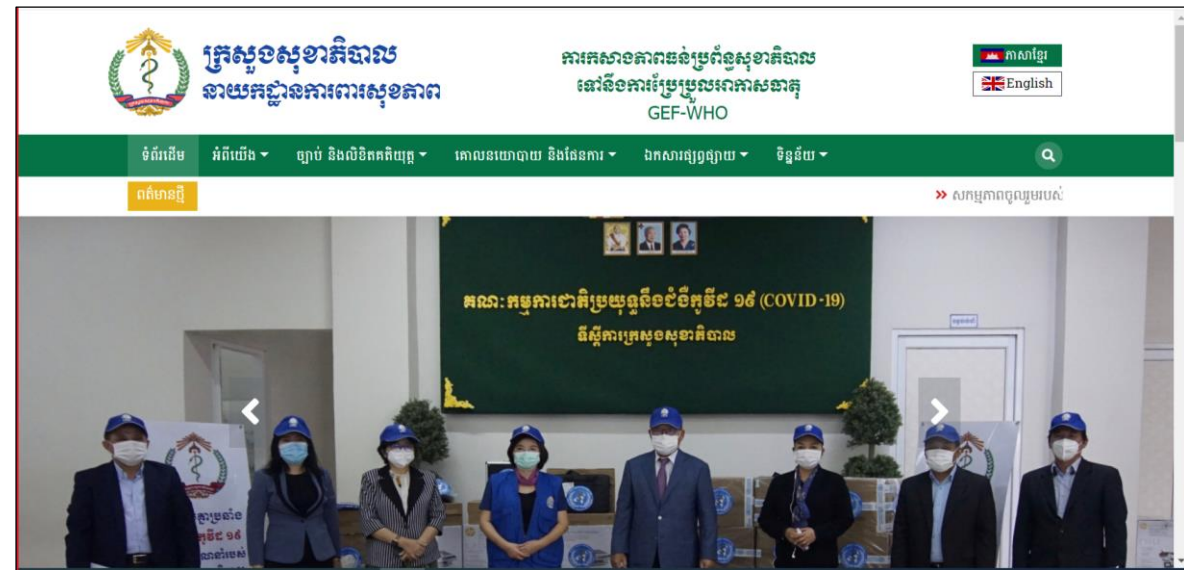 ក្រសួងសុខាភិបាល
នាយកដ្ឋានការពារសុខភាព
ការកសាងភាពធន់ប្រព័ន្ធសុខាភិបាល
ទៅនឹងការប្រែប្រួលអាកាសធាតុ
GEF-WHO
ភាសាខ្មែរ
English
ទំព័រដើម
អំពីយើង
ច្បាប់ និងលិខិតគតិយុត្ត
គោលនយោបាយ និងផែនការ
ឯកសារផ្សព្វផ្សាយ
ទិន្នន័យ
ពត៌មានថ្មី
សកម្មភាពចូលរួមរបស់
គណៈកម្មការជាតិប្រយុទ្ធនឹងជំងឺកូវីដ ១៩ (COVID-19)
ទីស្តីការក្រសួងសុខាភិបាល